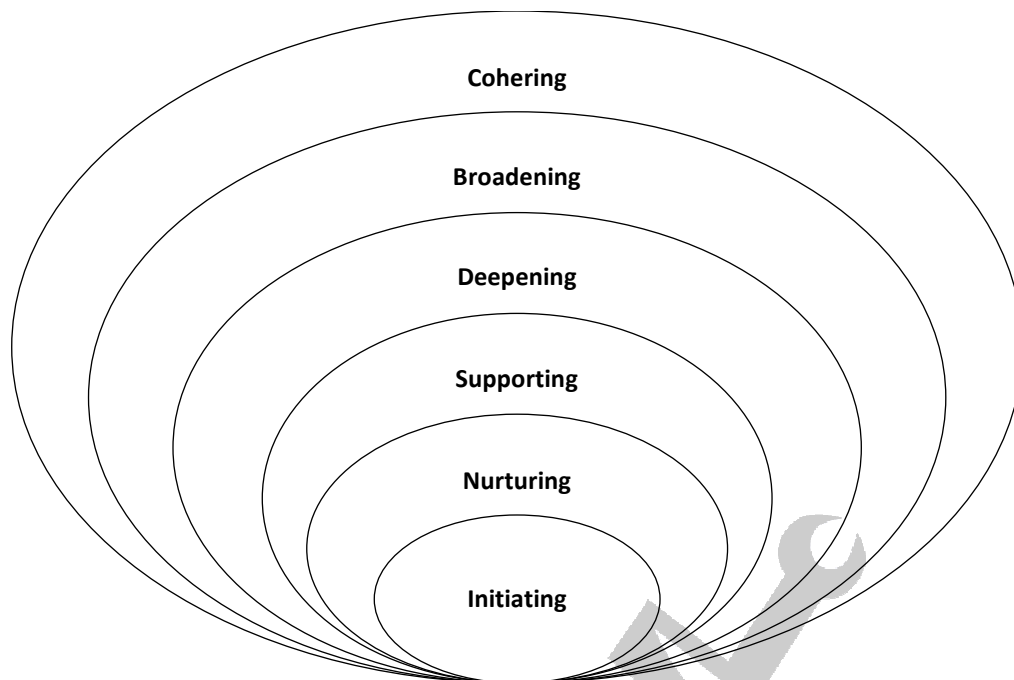 Cohering
Broadening
Deepening
Supporting
Nurturing
Initiating